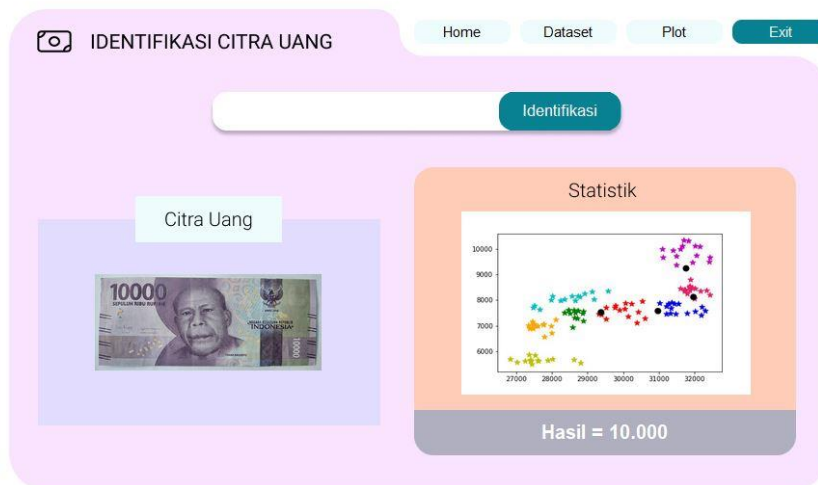 IDENTIFIKASI CITRA UANG
Home Dataset Plot Exit
Identifikasi
Citra Uang
10000
SEPULUH RIBU RUPIAH
INDONESIA
10000
Statistik
10000
9000
8000
7000
6000
27000 28000 29000 30000 31000 32000
Hasil = 10.000